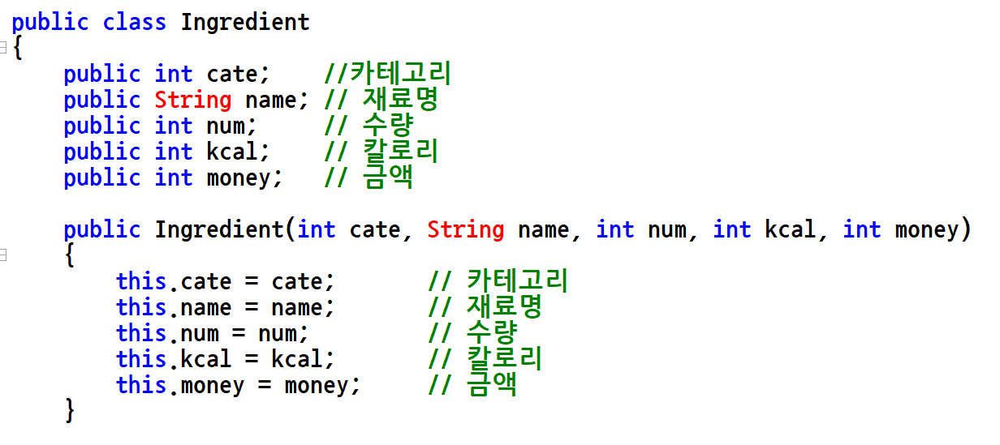 public class Ingredient
{
    public int cate;    //카테고리
    public String name; // 재료명
    public int num;     // 수량
    public int kcal;    // 칼로리
    public int money;   // 금액
    public Ingredient(int cate, String name, int num, int kcal, int money)
    {
        this.cate = cate;       // 카테고리
        this.name = name;       // 재료명
        this.num = num;         // 수량
        this.kcal = kcal;       // 칼로리
        this.money = money;     // 금액
    }